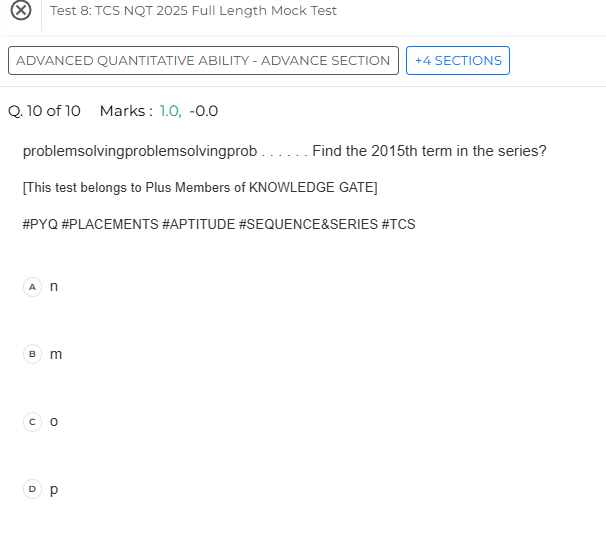 Test 8: TCS NQT 2025 Full Length Mock Test
ADVANCED QUANTITATIVE ABILITY - ADVANCE SECTION
+4 SECTIONS
Q. 10 of 10 Marks : 1.0, -0.0
problemsolvingproblemsolvingprob . . . . . . Find the 2015th term in the series?
[This test belongs to Plus Members of KNOWLEDGE GATE]
#PYQ #PLACEMENTS #APTITUDE #SEQUENCE&SERIES #TCS
A n
B m
C o
D p